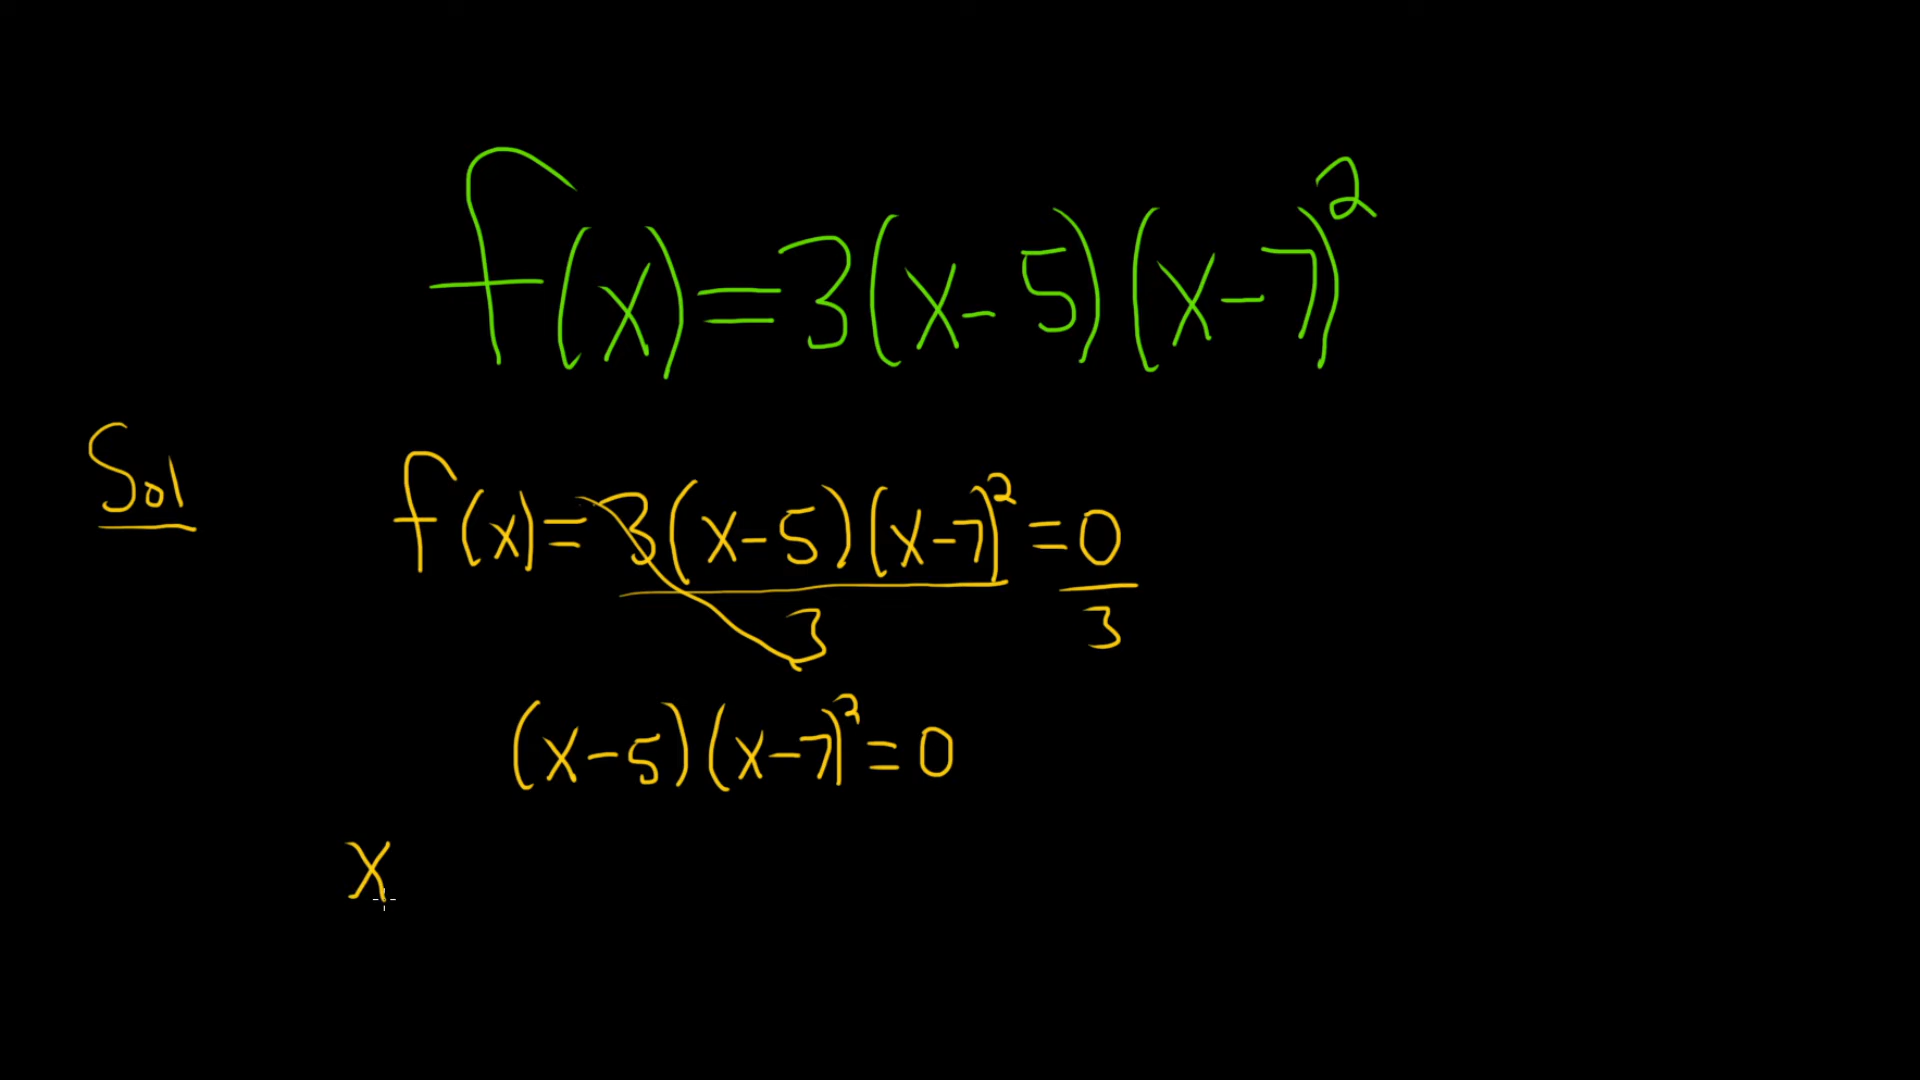 f(x)=3(x-5)(x-7)²
Sol
f(x)=3(x-5)(x-7)²=0
3 3
(x-5)(x-7)²=0
x